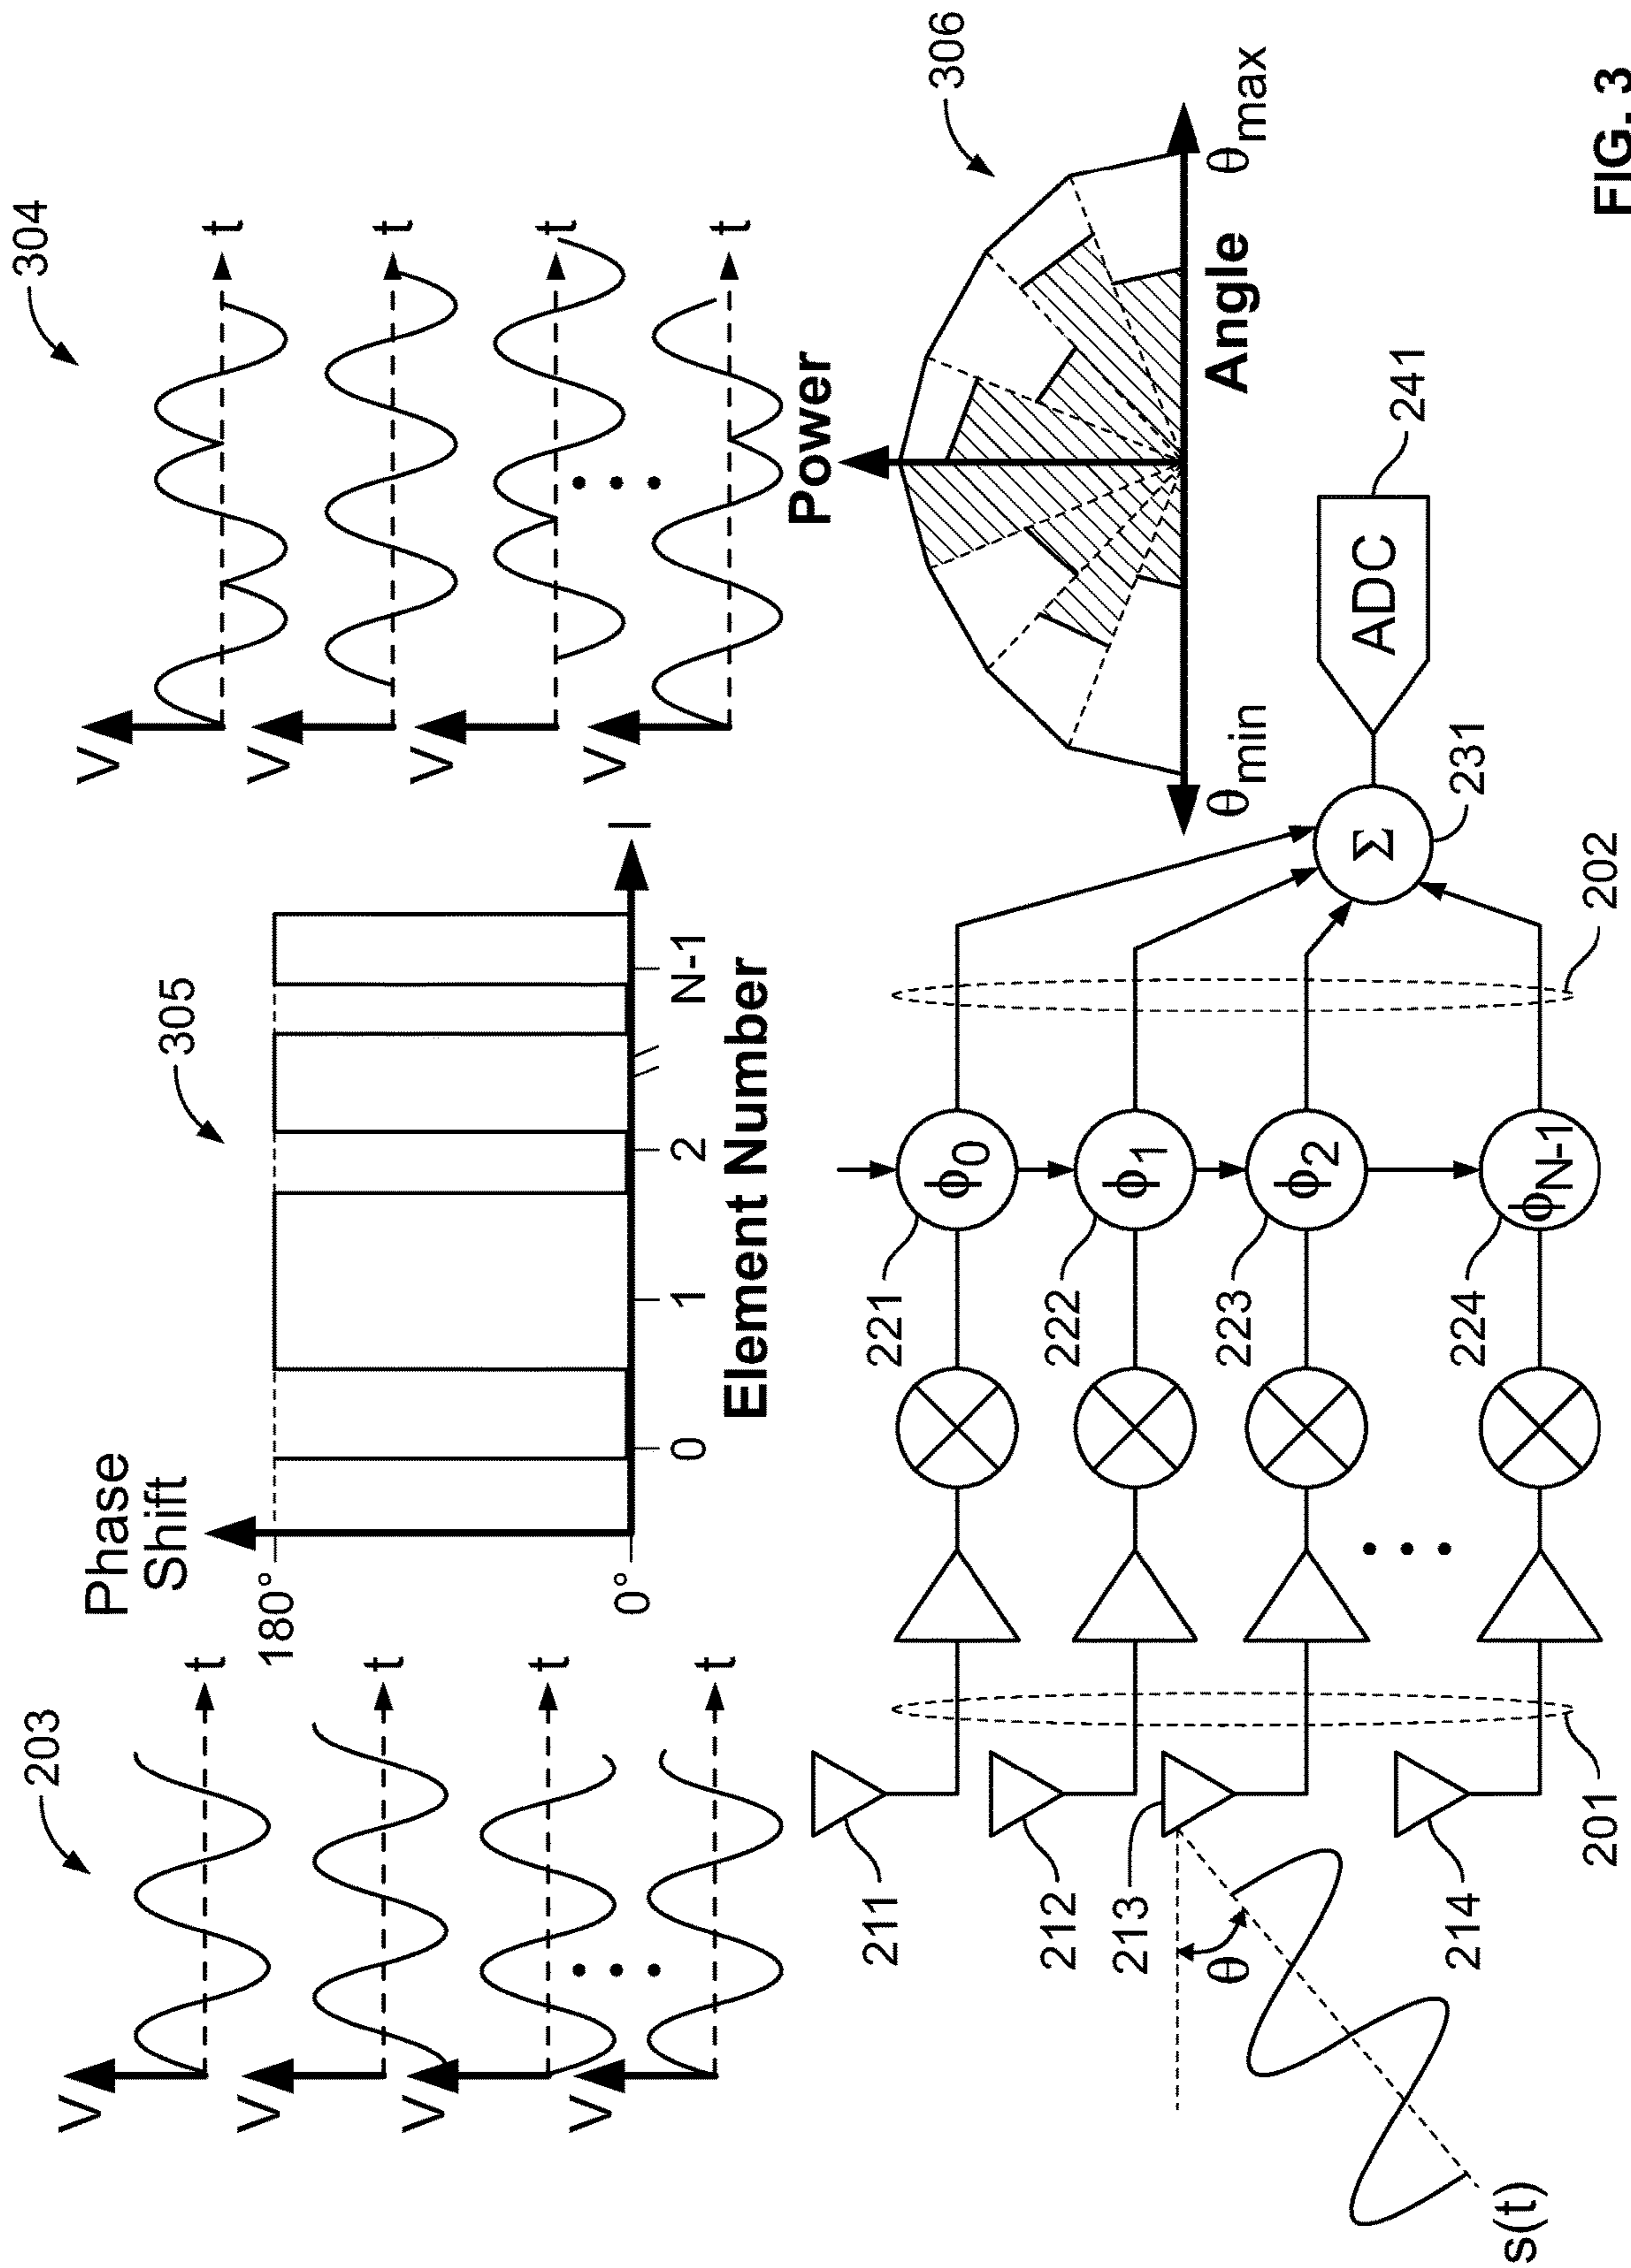 203
V
t
V
t
V
t
V
t
Phase
Shift
180°
0°
305
0
1
2
N-1
I
Element Number
304
V
t
V
t
V
t
V
t
Power
306
θmin
θmax
Angle
211
212
213
214
θ
s(t)
201
221
ϕ0
222
ϕ1
223
ϕ2
224
ϕN-1
202
Σ
231
ADC
241
FIG. 3